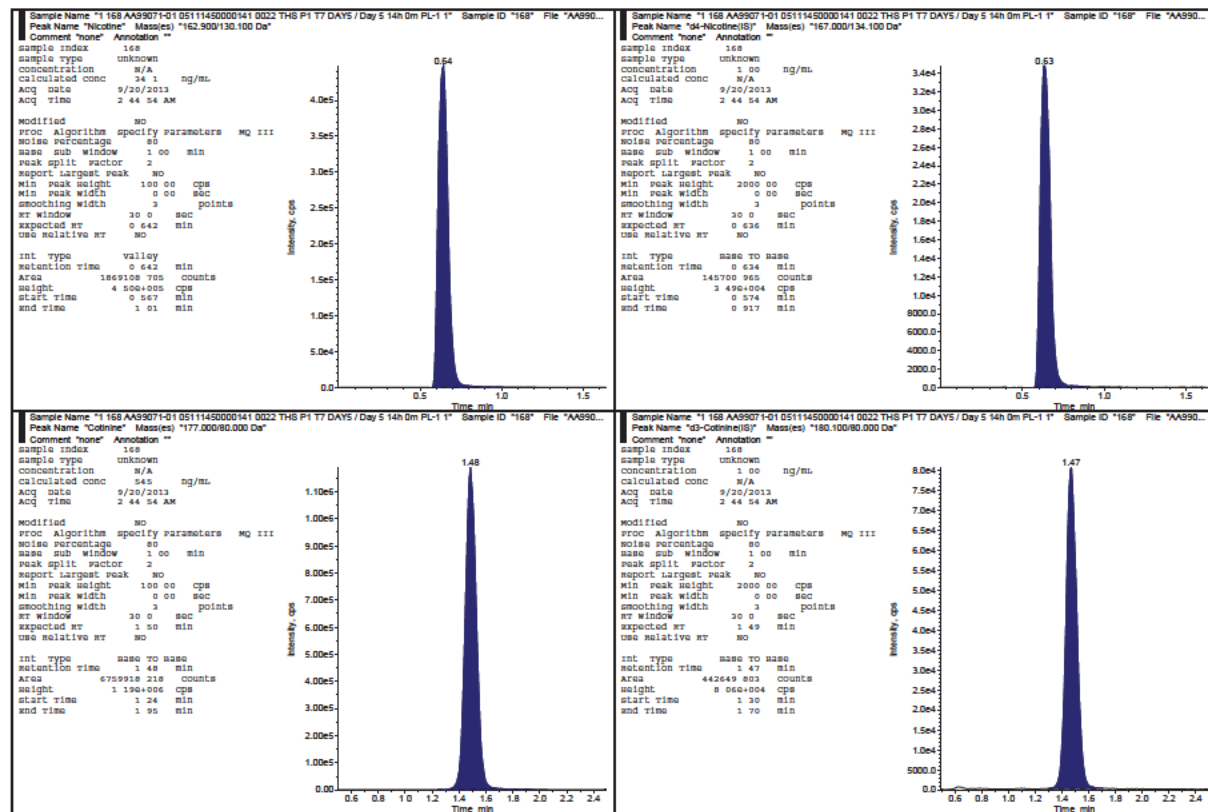 Sample Name "1 168 AA99071-01 05111450000141 0022 THS P1 T7 DAY5 / Day 5 14h 0m PL-1 1" Sample ID "168" File "AA990...
Peak Name "Nicotine" Mass(es) "162.900/130.100 Da"
Comment "none" Annotation ""
Sample Index 168
Sample Type Unknown
Concentration N/A
Calculated Conc 34 1 ng/mL
Acq Date 9/20/2013
Acq Time 2 44 54 AM
Modified NO
Proc Algorithm Specify Parameters MQ III
Noise Percentage 80
Base Sub Window 1 00 min
Peak Split Factor 2
Report Largest Peak NO
Min Peak Height 100 00 cps
Min Peak Width 0 00 sec
Smoothing Width 3 points
RT Window 30 0 sec
Expected RT 0 642 min
Use Relative RT NO
Int Type Valley
Retention Time 0 642 min
Area 1869108 705 counts
Height 4 50e+005 cps
Start Time 0 567 min
End Time 1 01 min
0.64
4.0e5
3.5e5
3.0e5
2.5e5
2.0e5
1.5e5
1.0e5
5.0e4
0.0
Intensity, cps
0.5 1.0 1.5
Time, min
Sample Name "1 168 AA99071-01 05111450000141 0022 THS P1 T7 DAY5 / Day 5 14h 0m PL-1 1" Sample ID "168" File "AA990...
Peak Name "d4-Nicotine(IS)" Mass(es) "167.000/134.100 Da"
Comment "none" Annotation ""
Sample Index 168
Sample Type Unknown
Concentration 1 00 ng/mL
Calculated Conc N/A
Acq Date 9/20/2013
Acq Time 2 44 54 AM
Modified NO
Proc Algorithm Specify Parameters MQ III
Noise Percentage 80
Base Sub Window 1 00 min
Peak Split Factor 2
Report Largest Peak NO
Min Peak Height 2000 00 cps
Min Peak Width 0 00 sec
Smoothing Width 3 points
RT Window 30 0 sec
Expected RT 0 636 min
Use Relative RT NO
Int Type Base To Base
Retention Time 0 634 min
Area 145700 965 counts
Height 3 49e+004 cps
Start Time 0 574 min
End Time 0 917 min
0.63
3.4e4
3.2e4
3.0e4
2.8e4
2.6e4
2.4e4
2.2e4
2.0e4
1.8e4
1.6e4
1.4e4
1.2e4
1.0e4
8000.0
6000.0
4000.0
2000.0
0.0
Intensity, cps
0.5 1.0 1.5
Time, min
Sample Name "1 168 AA99071-01 05111450000141 0022 THS P1 T7 DAY5 / Day 5 14h 0m PL-1 1" Sample ID "168" File "AA990...
Peak Name "Cotinine" Mass(es) "177.000/80.000 Da"
Comment "none" Annotation ""
Sample Index 168
Sample Type Unknown
Concentration N/A
Calculated Conc 545 ng/mL
Acq Date 9/20/2013
Acq Time 2 44 54 AM
Modified NO
Proc Algorithm Specify Parameters MQ III
Noise Percentage 80
Base Sub Window 1 00 min
Peak Split Factor 2
Report Largest Peak NO
Min Peak Height 100 00 cps
Min Peak Width 0 00 sec
Smoothing Width 3 points
RT Window 30 0 sec
Expected RT 1 50 min
Use Relative RT NO
Int Type Base To Base
Retention Time 1 48 min
Area 6759918 218 counts
Height 1 19e+006 cps
Start Time 1 24 min
End Time 1 95 min
1.48
1.10e6
1.00e6
9.00e5
8.00e5
7.00e5
6.00e5
5.00e5
4.00e5
3.00e5
2.00e5
1.00e5
0.00
Intensity, cps
0.6 0.8 1.0 1.2 1.4 1.6 1.8 2.0 2.2 2.4
Time, min
Sample Name "1 168 AA99071-01 05111450000141 0022 THS P1 T7 DAY5 / Day 5 14h 0m PL-1 1" Sample ID "168" File "AA990...
Peak Name "d3-Cotinine(IS)" Mass(es) "180.100/80.000 Da"
Comment "none" Annotation ""
Sample Index 168
Sample Type Unknown
Concentration 1 00 ng/mL
Calculated Conc N/A
Acq Date 9/20/2013
Acq Time 2 44 54 AM
Modified NO
Proc Algorithm Specify Parameters MQ III
Noise Percentage 80
Base Sub Window 1 00 min
Peak Split Factor 2
Report Largest Peak NO
Min Peak Height 2000 00 cps
Min Peak Width 0 00 sec
Smoothing Width 3 points
RT Window 30 0 sec
Expected RT 1 49 min
Use Relative RT NO
Int Type Base To Base
Retention Time 1 47 min
Area 442649 803 counts
Height 8 06e+004 cps
Start Time 1 30 min
End Time 1 70 min
1.47
8.0e4
7.5e4
7.0e4
6.5e4
6.0e4
5.5e4
5.0e4
4.5e4
4.0e4
3.5e4
3.0e4
2.5e4
2.0e4
1.5e4
1.0e4
5000.0
0.0
Intensity, cps
0.6 0.8 1.0 1.2 1.4 1.6 1.8 2.0 2.2 2.4
Time, min